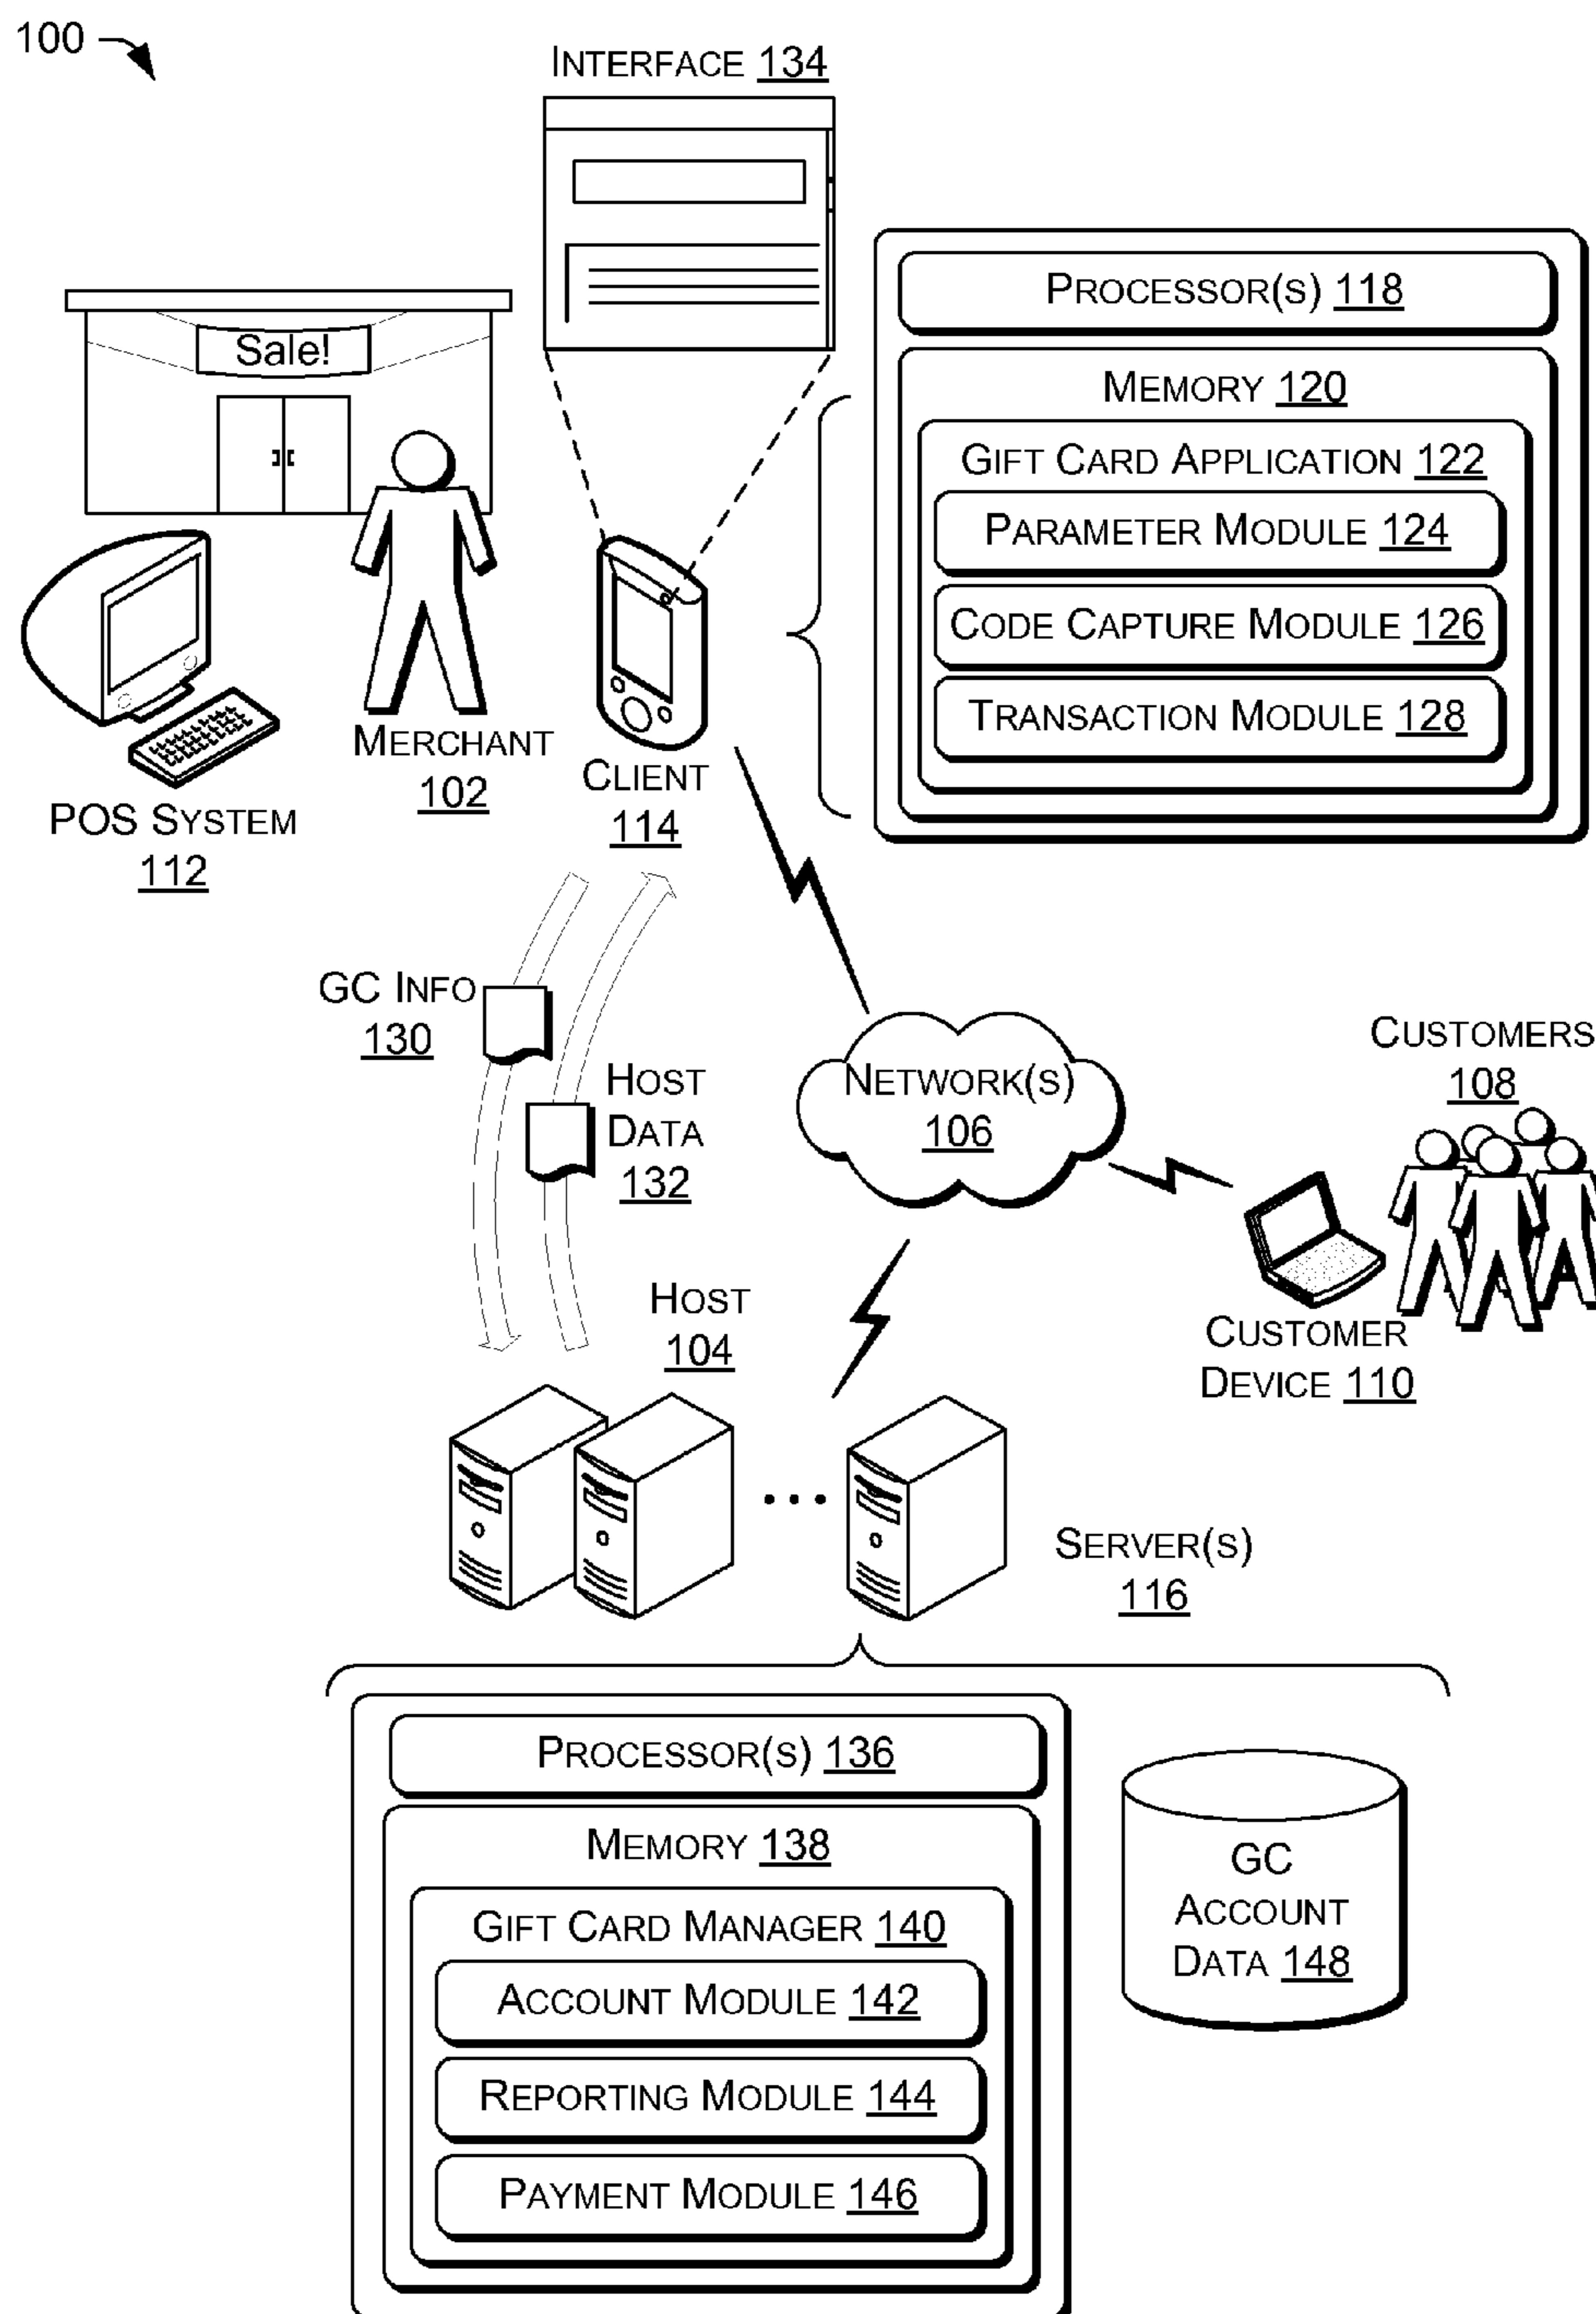 100
INTERFACE 134
Sale!
PROCESSOR(S) 118
MEMORY 120
GIFT CARD APPLICATION 122
PARAMETER MODULE 124
CODE CAPTURE MODULE 126
TRANSACTION MODULE 128
MERCHANT
102
CLIENT
114
POS SYSTEM
112
GC INFO
130
HOST
DATA
132
NETWORK(S)
106
CUSTOMERS
108
CUSTOMER
DEVICE 110
HOST
104
SERVER(S)
116
PROCESSOR(S) 136
MEMORY 138
GIFT CARD MANAGER 140
ACCOUNT MODULE 142
REPORTING MODULE 144
PAYMENT MODULE 146
GC
ACCOUNT
DATA 148